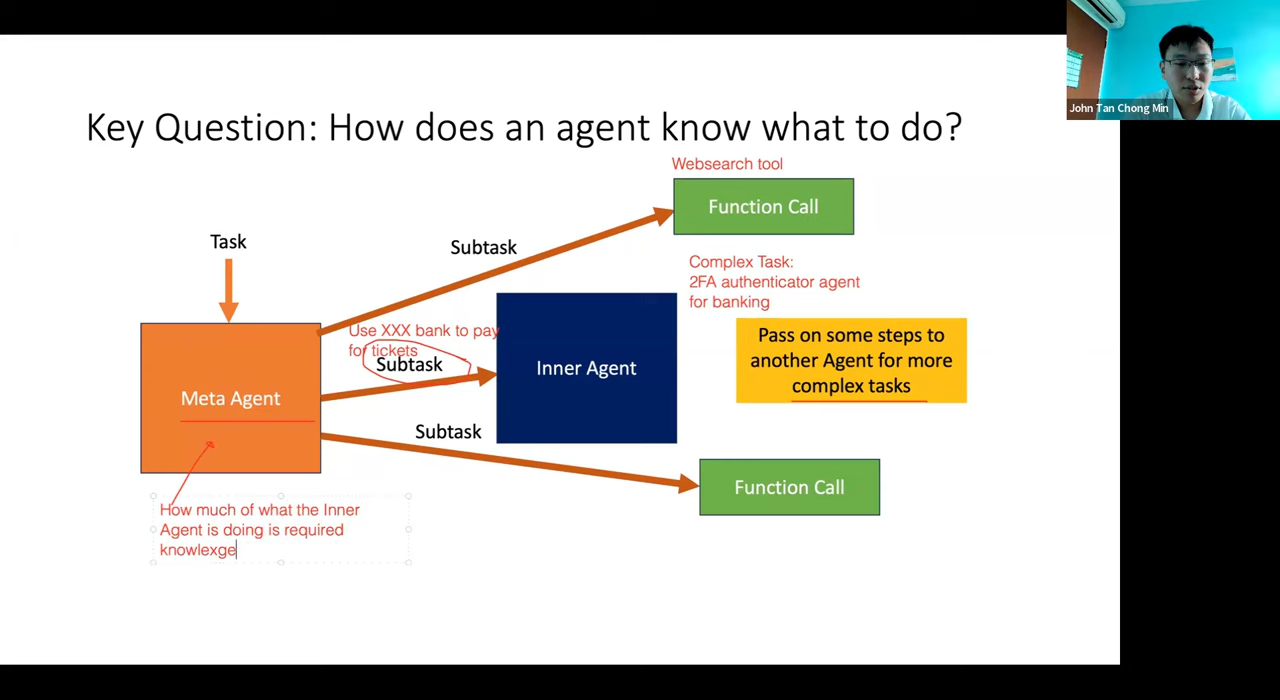 John Tan Chong Min
Key Question: How does an agent know what to do?
Websearch tool
Function Call
Task
Subtask
Complex Task:
2FA authenticator agent
for banking
Use XXX bank to pay
for tickets
Subtask
Inner Agent
Pass on some steps to
another Agent for more
complex tasks
Meta Agent
Subtask
Function Call
How much of what the Inner
Agent is doing is required
knowlexge